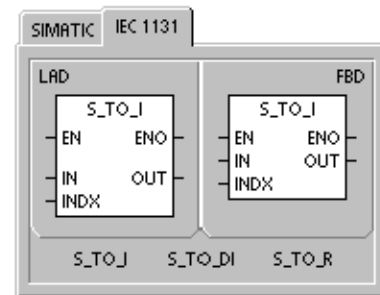 SIMATIC IEC 1131
LAD FBD
S_TO_I S_TO_I
EN ENO EN ENO
IN OUT IN OUT
INDX INDX
S_TO_I S_TO_DI S_TO_R